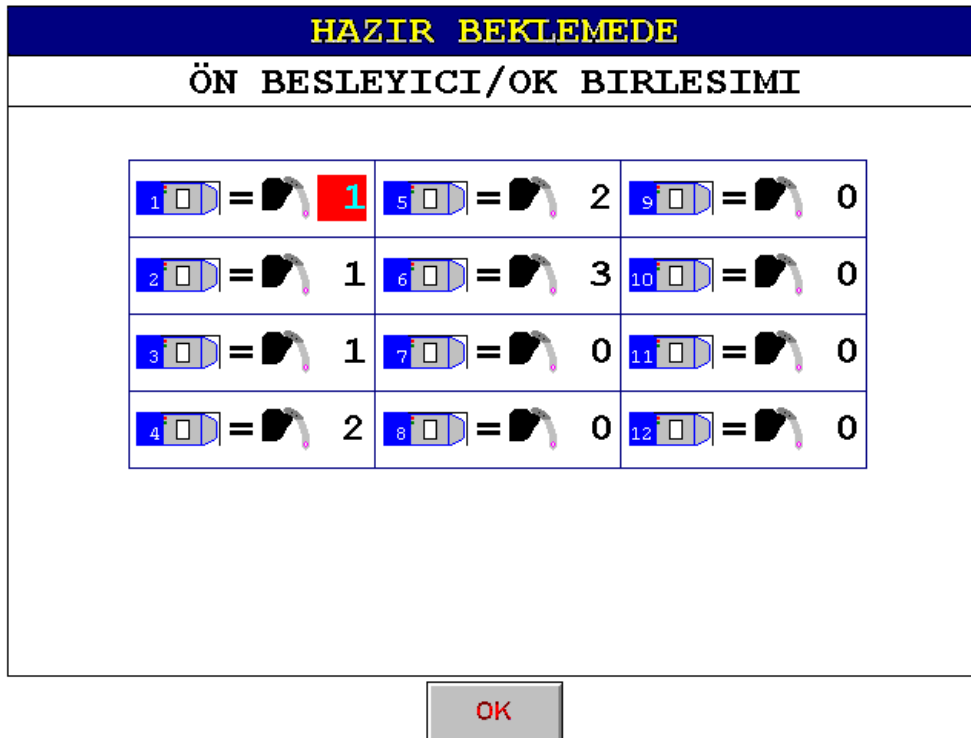 HAZIR BEKLEMEDE
ÖN BESLEYICI/OK BIRLESIMI
1 = 1 5 = 2 9 = 0
2 = 1 6 = 3 10 = 0
3 = 1 7 = 0 11 = 0
4 = 2 8 = 0 12 = 0
OK